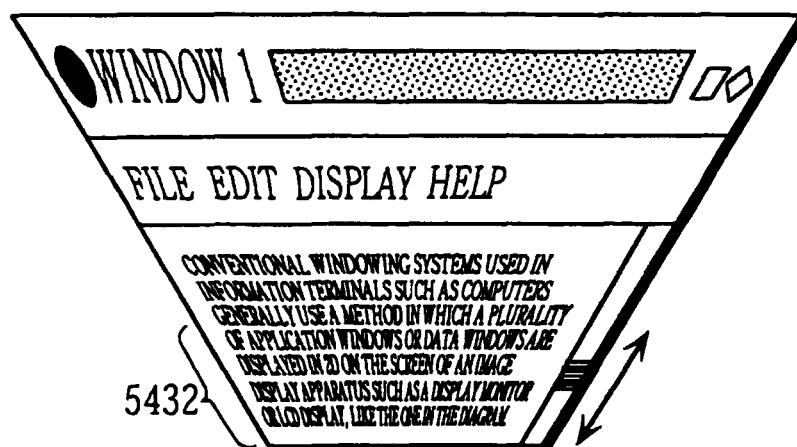 WINDOW 1
FILE EDIT DISPLAY HELP
CONVENTIONAL WINDOWING SYSTEMS USED IN
INFORMATION TERMINALS SUCH AS COMPUTERS
GENERALLY USE A METHOD IN WHICH A PLURALITY
OF APPLICATION WINDOWS OR DATA WINDOWS ARE
DISPLAYED IN 2D ON THE SCREEN OF AN IMAGE
DISPLAY APPARATUS SUCH AS A DISPLAY MONITOR
OR LCD DISPLAY, LIKE THE ONE IN THE DIAGRAM.
5432